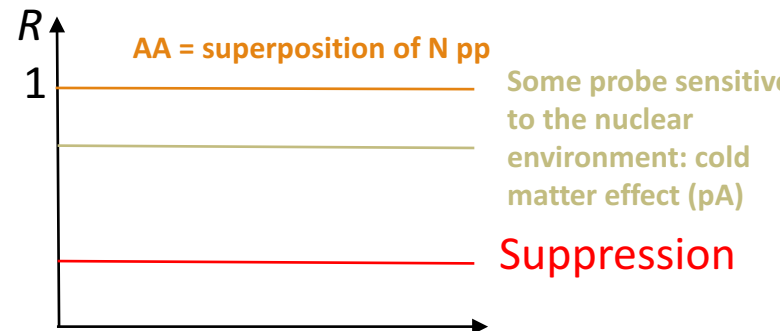 R
AA = superposition of N pp
1
Some probe sensitive
to the nuclear
environment: cold
matter effect (pA)
Suppression